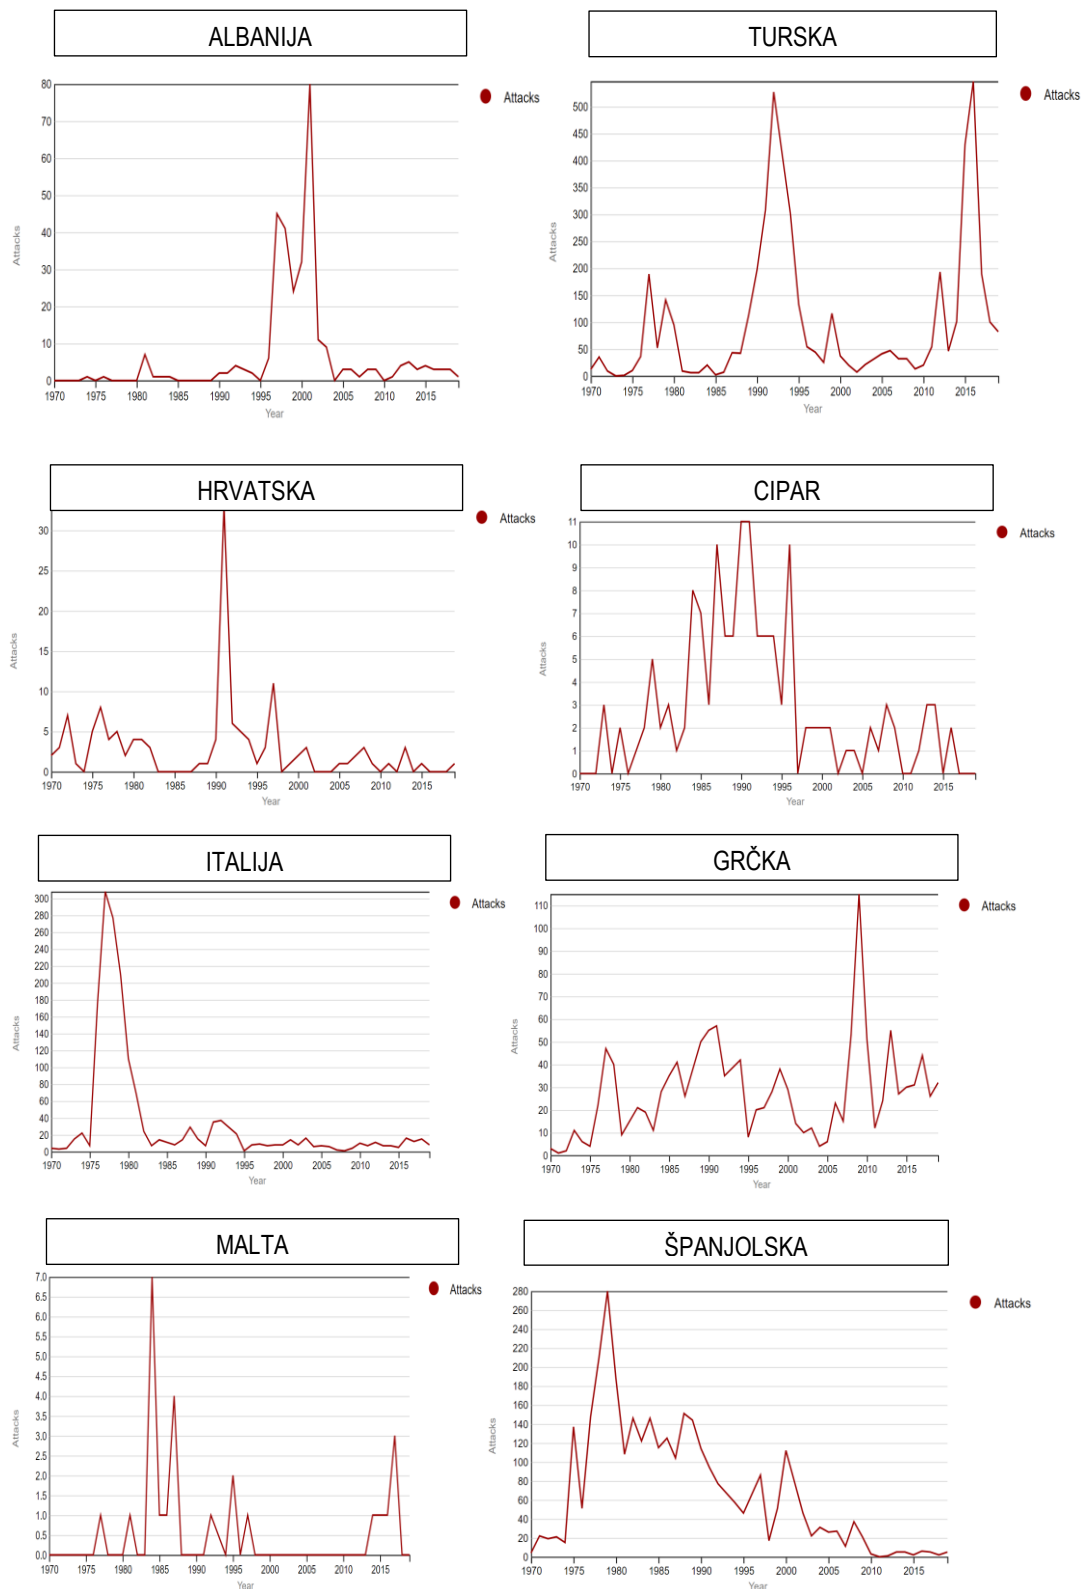 ALBANIJA
80
70
60
50
40
30
20
10
0
Attacks
1970 1975 1980 1985 1990 1995 2000 2005 2010 2015
Year
Attacks
TURSKA
500
450
400
350
300
250
200
150
100
50
0
Attacks
1970 1975 1980 1985 1990 1995 2000 2005 2010 2015
Year
Attacks
HRVATSKA
30
25
20
15
10
5
0
Attacks
1970 1975 1980 1985 1990 1995 2000 2005 2010 2015
Year
Attacks
CIPAR
11
10
9
8
7
6
5
4
3
2
1
0
Attacks
1970 1975 1980 1985 1990 1995 2000 2005 2010 2015
Year
Attacks
ITALIJA
300
280
260
240
220
200
180
160
140
120
100
80
60
40
20
0
Attacks
1970 1975 1980 1985 1990 1995 2000 2005 2010 2015
Year
Attacks
GRČKA
110
100
90
80
70
60
50
40
30
20
10
0
Attacks
1970 1975 1980 1985 1990 1995 2000 2005 2010 2015
Year
Attacks
MALTA
7.0
6.5
6.0
5.5
5.0
4.5
4.0
3.5
3.0
2.5
2.0
1.5
1.0
0.5
0.0
Attacks
1970 1975 1980 1985 1990 1995 2000 2005 2010 2015
Year
Attacks
ŠPANJOLSKA
280
260
240
220
200
180
160
140
120
100
80
60
40
20
0
Attacks
1970 1975 1980 1985 1990 1995 2000 2005 2010 2015
Year
Attacks